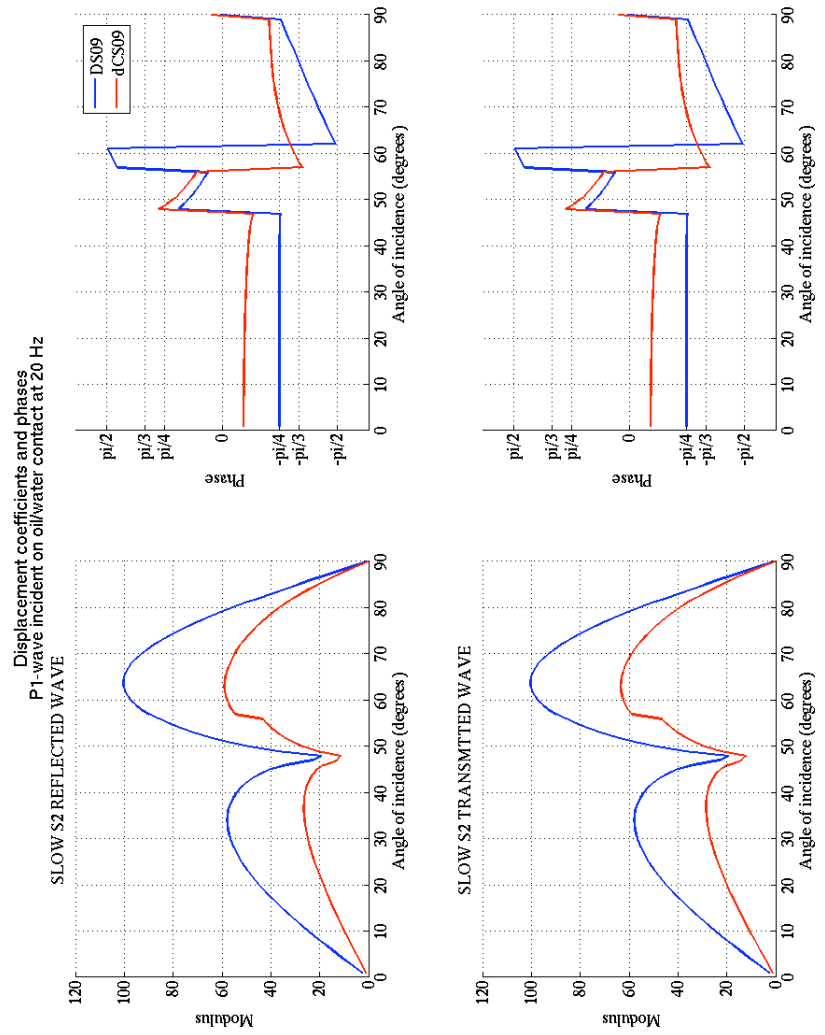 Displacement coefficients and phases
P1-wave incident on oil/water contact at 20 Hz
SLOW S2 REFLECTED WAVE
120
100
80
60
40
20
0
Modulus
0 10 20 30 40 50 60 70 80 90
Angle of incidence (degrees)
DS09
dCS09
pi/2
pi/3
pi/4
0
-pi/4
-pi/3
-pi/2
Phase
0 10 20 30 40 50 60 70 80 90
Angle of incidence (degrees)
SLOW S2 TRANSMTTED WAVE
120
100
80
60
40
20
0
Modulus
0 10 20 30 40 50 60 70 80 90
Angle of incidence (degrees)
pi/2
pi/3
pi/4
0
-pi/4
-pi/3
-pi/2
Phase
0 10 20 30 40 50 60 70 80 90
Angle of incidence (degrees)